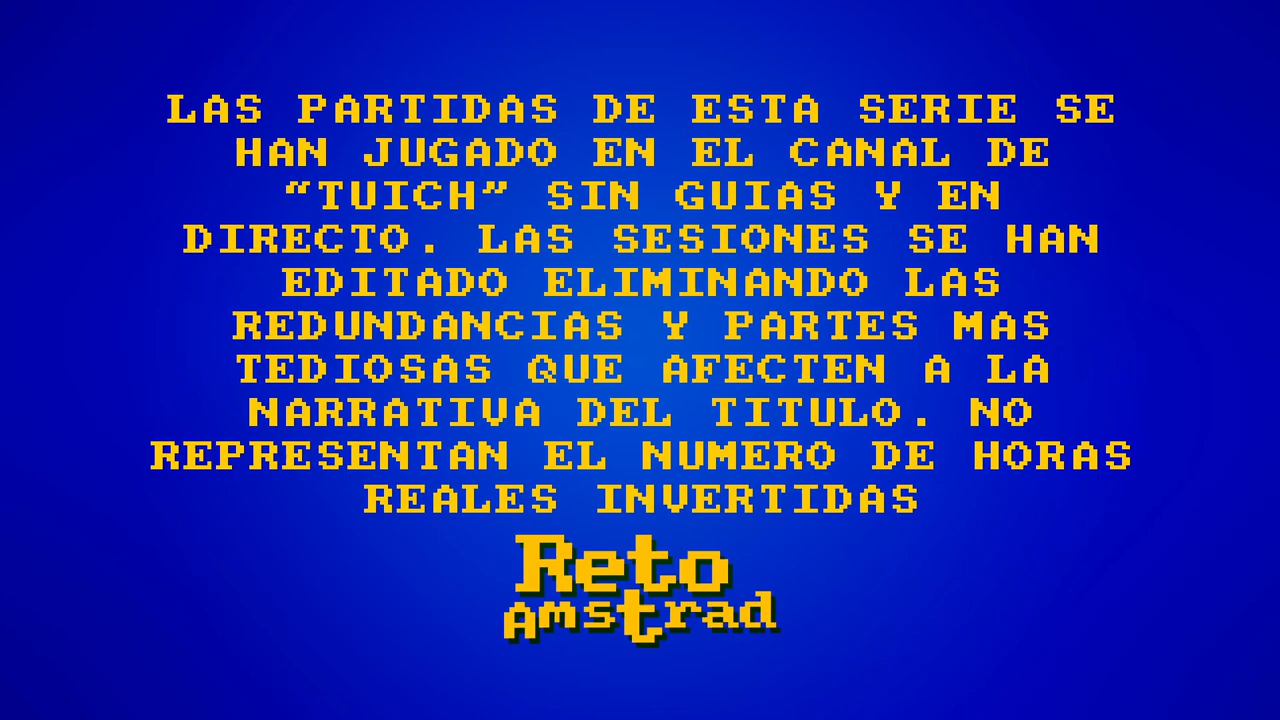 LAS PARTIDAS DE ESTA SERIE SE
HAN JUGADO EN EL CANAL DE
"TUICH" SIN GUIAS Y EN
DIRECTO. LAS SESIONES SE HAN
EDITADO ELIMINANDO LAS
REDUNDANCIAS Y PARTES MAS
TEDIOSAS QUE AFECTEN A LA
NARRATIVA DEL TITULO. NO
REPRESENTAN EL NUMERO DE HORAS
REALES INVERTIDAS
Reto
Amstrad